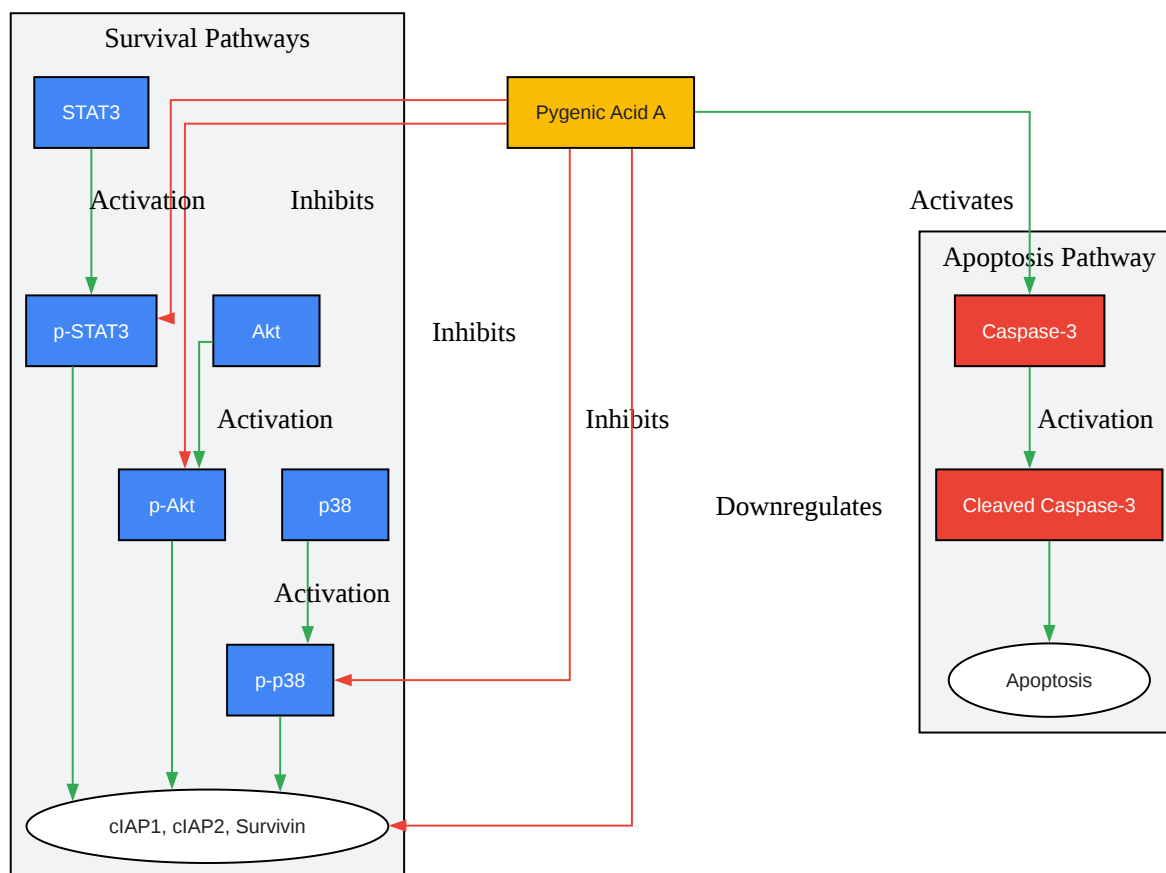 Survival Pathways
STAT3
Pygenic Acid A
Activation
Inhibits
Activates
Apoptosis Pathway
p-STAT3
Akt
Inhibits
Caspase-3
Activation
Inhibits
Activation
p-Akt
p38
Downregulates
Cleaved Caspase-3
Activation
p-p38
Apoptosis
cIAP1, cIAP2, Survivin